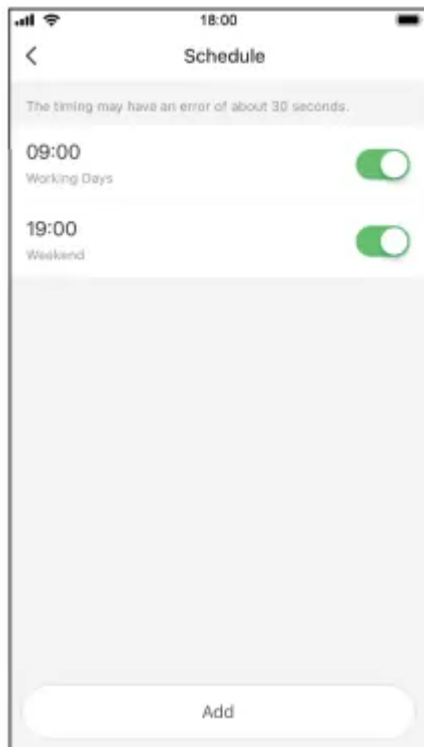 18:00
Schedule
The timing may have an error of about 30 seconds.
09:00
Working Days
19:00
Weekend
Add